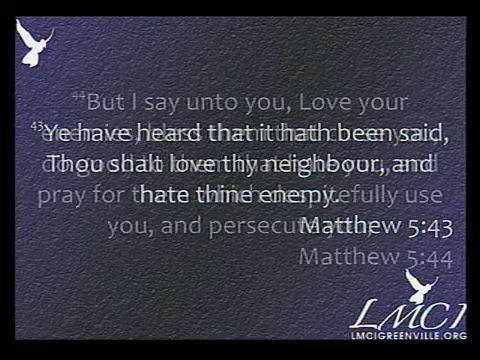 44But I say unto you, Love your
43Ye have heard that it hath been said,
Thou shalt love thy neighbour, and
pray for despitefully use
hate thine enemy.
you, and persecute
Matthew 5:43
Matthew 5:44
LMCI
LMCIGREENVILLE.ORG